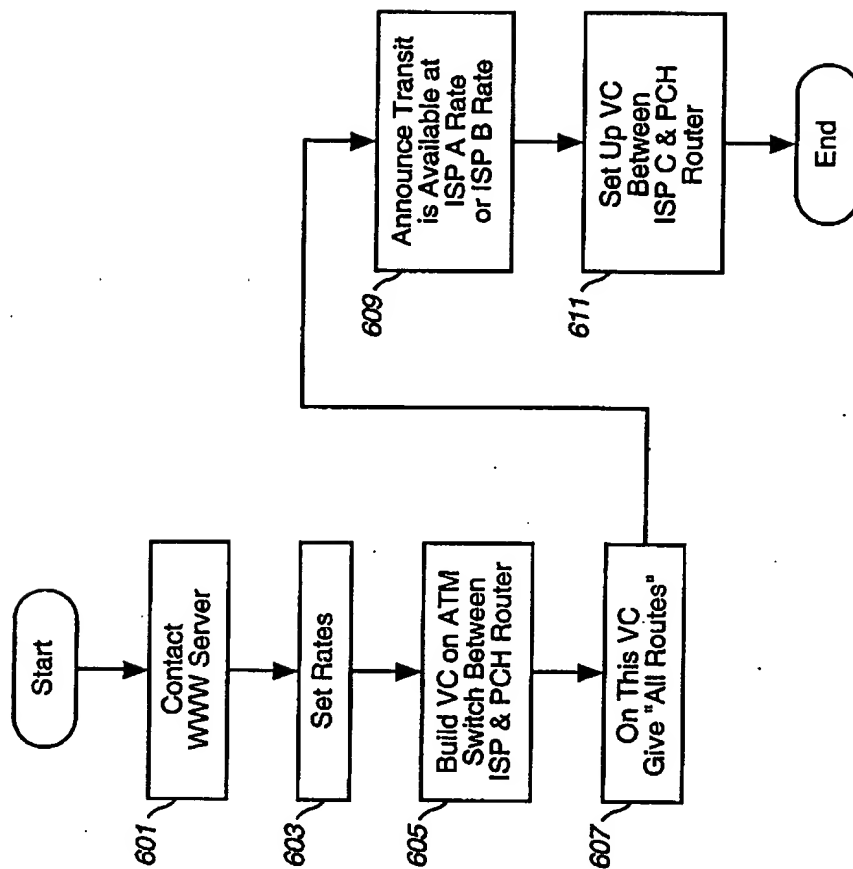 Start
Contact
WWW Server
601
Set Rates
603
Build VC on ATM
Switch Between
ISP & PCH Router
605
On This VC
Give "All Routes"
607
Announce Transit
is Available at
ISP A Rate
or ISP B Rate
609
Set Up VC
Between
ISP C & PCH
Router
611
End